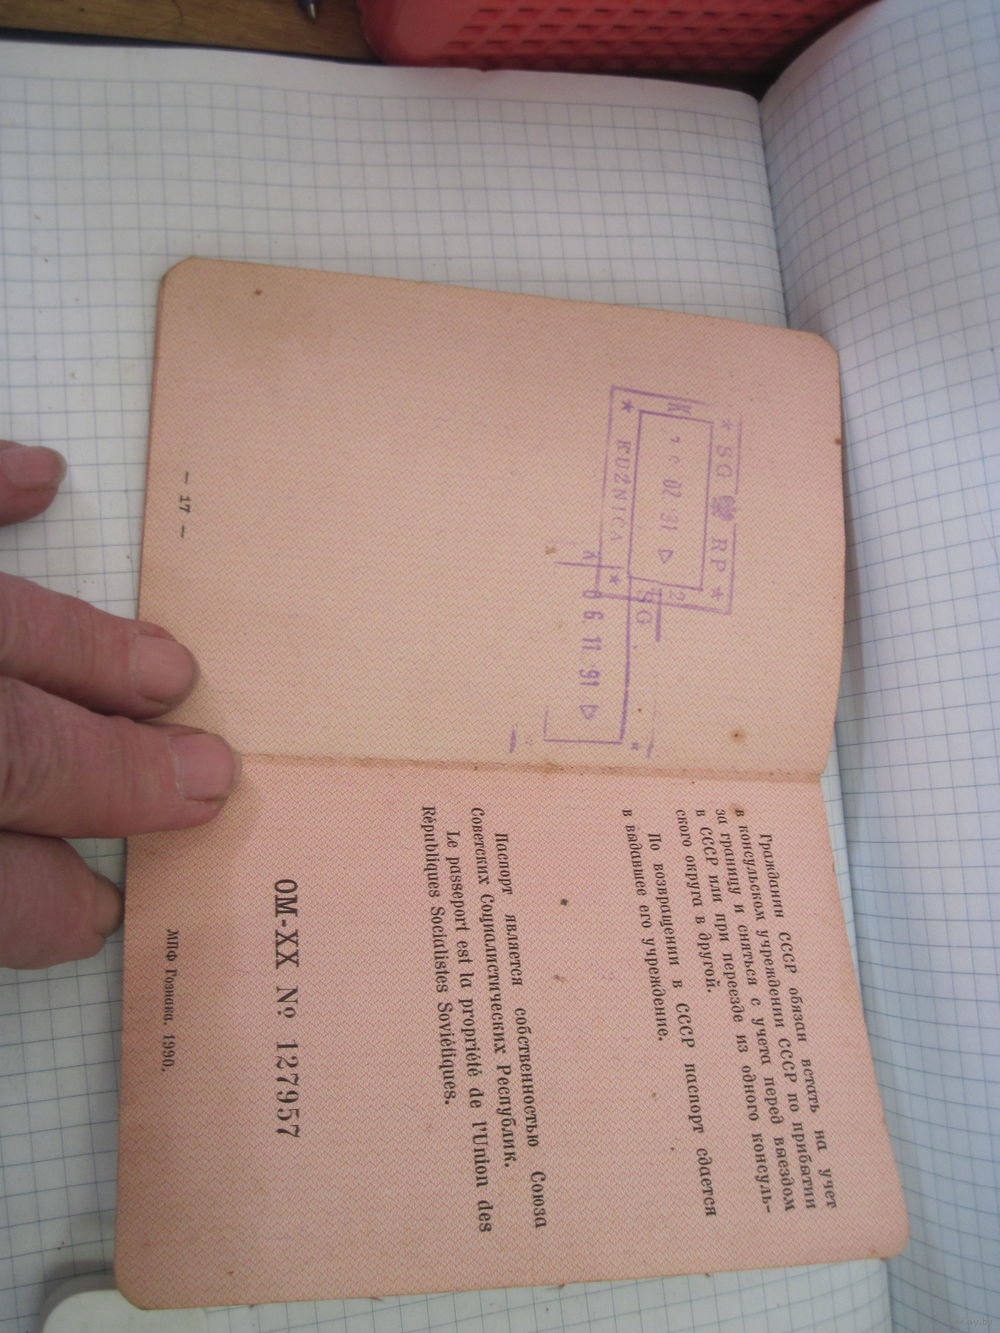 ★ SG RP ★
02 91
2
★ KUŹNICA ★
SG
★
06. 11. 91
— 17 —
Гражданин СССР обязан встать на учет
в консульском учреждении СССР по прибытии
за границу и сняться с учета перед выездом
в СССР или при переезде из одного консуль-
ского округа в другой.
По возвращении в СССР паспорт сдается
в выдавшее его учреждение.
Паспорт является собственностью Союза
Советских Социалистических Республик.
Le passeport est la propriété de l'Union des
Républiques Socialistes Soviétiques.
ОМ-XX № 127957
МПФ Гознака. 1990.